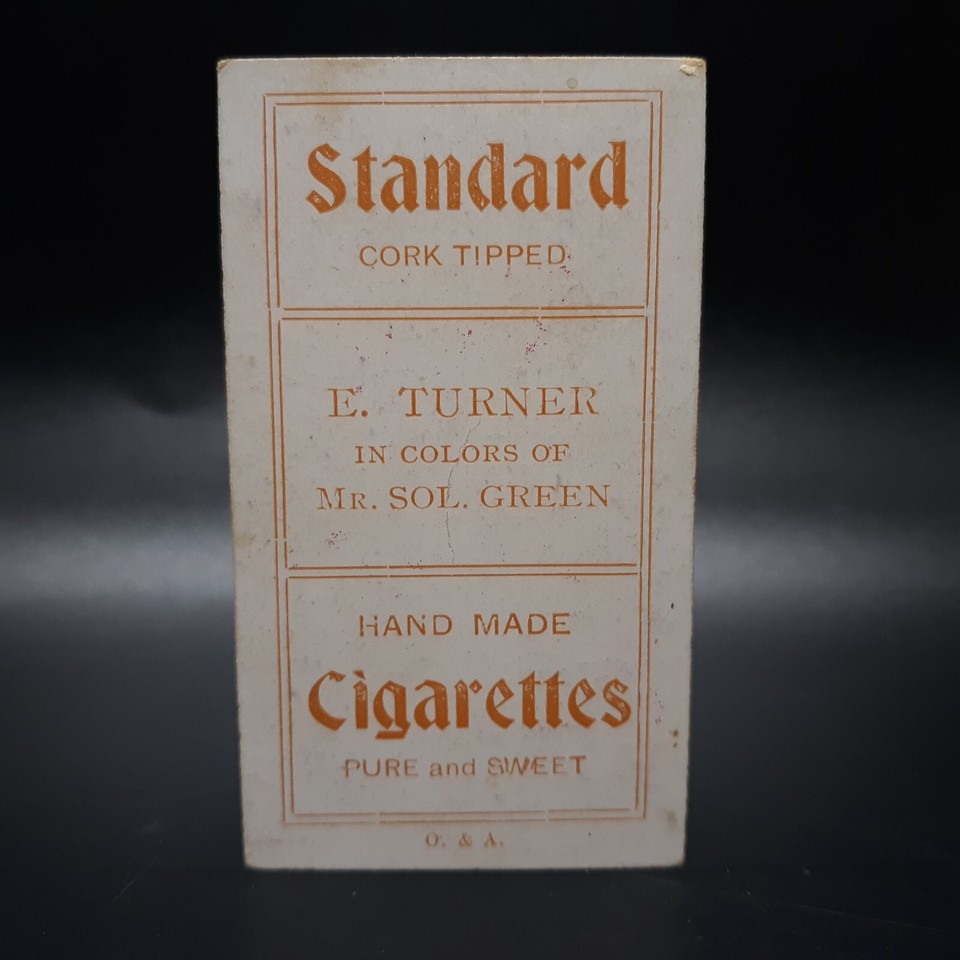 Standard
CORK TIPPED
E. TURNER
IN COLORS OF
MR. SOL. GREEN
HAND MADE
Cigarettes
PURE and SWEET
O. & A.